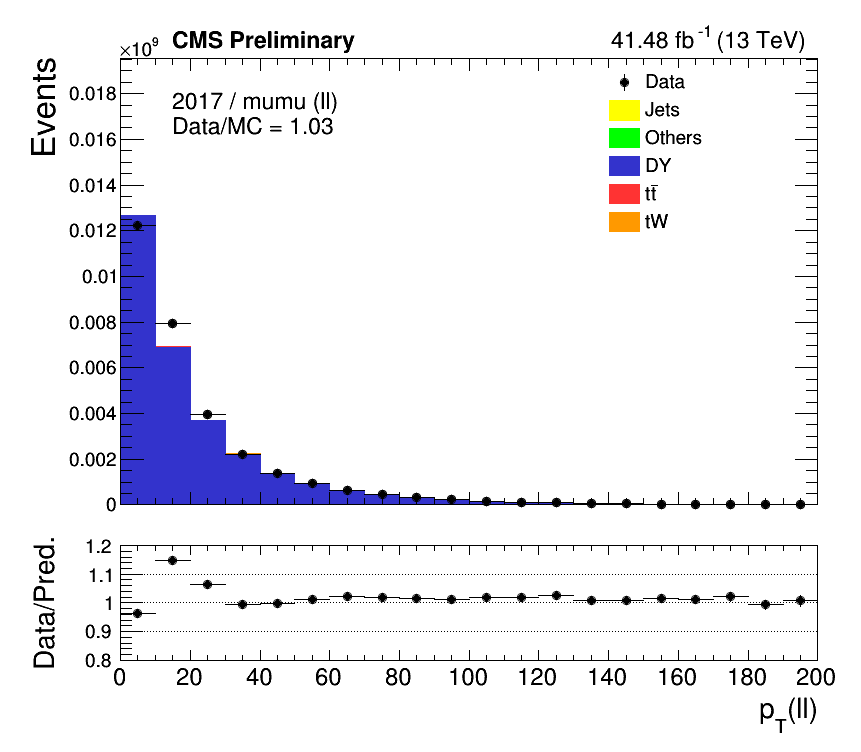 ×10⁹ CMS Preliminary 41.48 fb⁻¹ (13 TeV)
Events
2017 / mumu (ll)
Data/MC = 1.03
Data
Jets
Others
DY
tt̄
tW
0.018
0.016
0.014
0.012
0.01
0.008
0.006
0.004
0.002
0
Data/Pred.
1.2
1.1
1
0.9
0.8
0 20 40 60 80 100 120 140 160 180 200
p_T(ll)